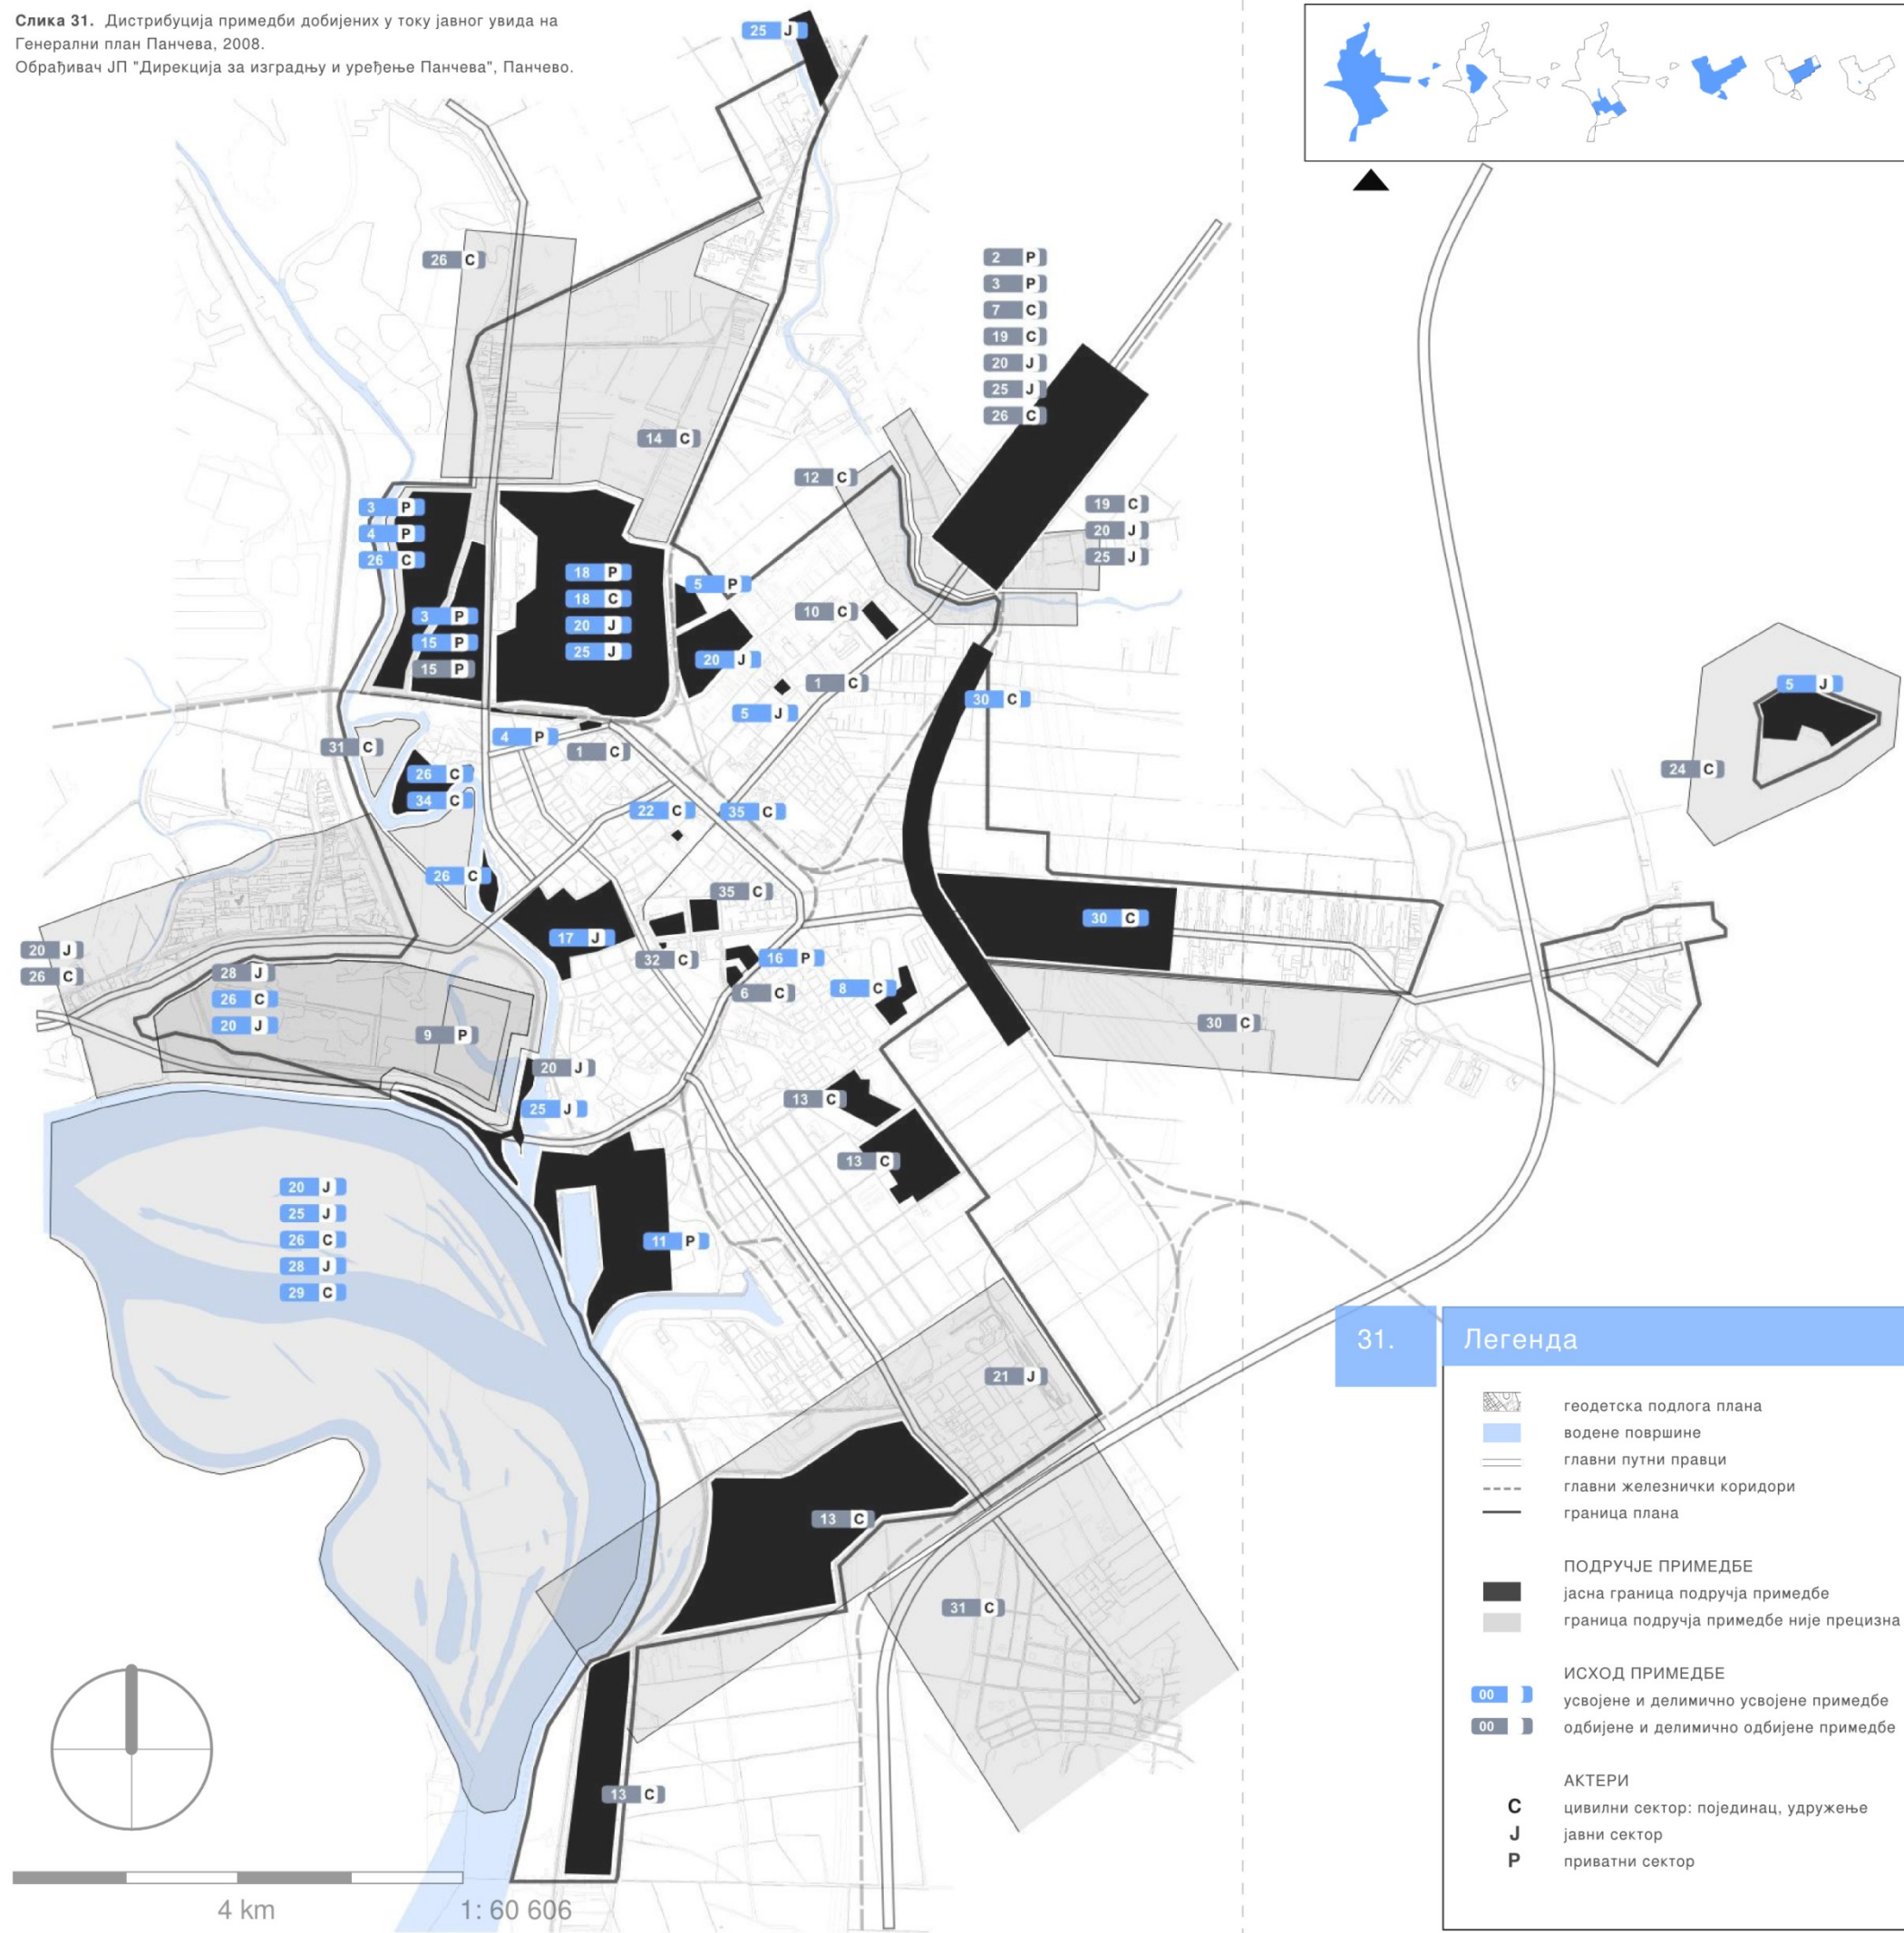 Слика 31. Дистрибуција примедби добијених у току јавног увида на
Генерални план Панчева, 2008.
Обрађивач ЈП "Дирекција за изградњу и уређење Панчева", Панчево.
25 J
26 C
2 P
3 P
7 C
19 C
20 J
25 J
26 C
14 C
12 C
19 C
20 J
25 J
3 P
4 P
26 C
18 P
18 C
20 J
25 J
5 P
10 C
3 P
15 P
15 P
20 J
1 C
5 J
30 C
5 J
31 C
4 P
1 C
24 C
26 C
34 C
22 C
35 C
26 C
35 C
30 C
17 J
32 C
16 P
20 J
26 C
28 J
26 C
20 J
6 C
8 C
9 P
30 C
20 J
25 J
13 C
13 C
20 J
25 J
26 C
28 J
29 C
11 P
21 J
13 C
31 C
13 C
4 km
1: 60 606
31.
Легенда
геодетска подлога плана
водене површине
главни путни правци
главни железнички коридори
граница плана
ПОДРУЧЈЕ ПРИМЕДБЕ
јасна граница подручја примедбе
граница подручја примедбе није прецизна
ИСХОД ПРИМЕДБЕ
00 усвојене и делимично усвојене примедбе
00 одбијене и делимично одбијене примедбе
АКТЕРИ
C цивилни сектор: појединац, удружење
J јавни сектор
P приватни сектор